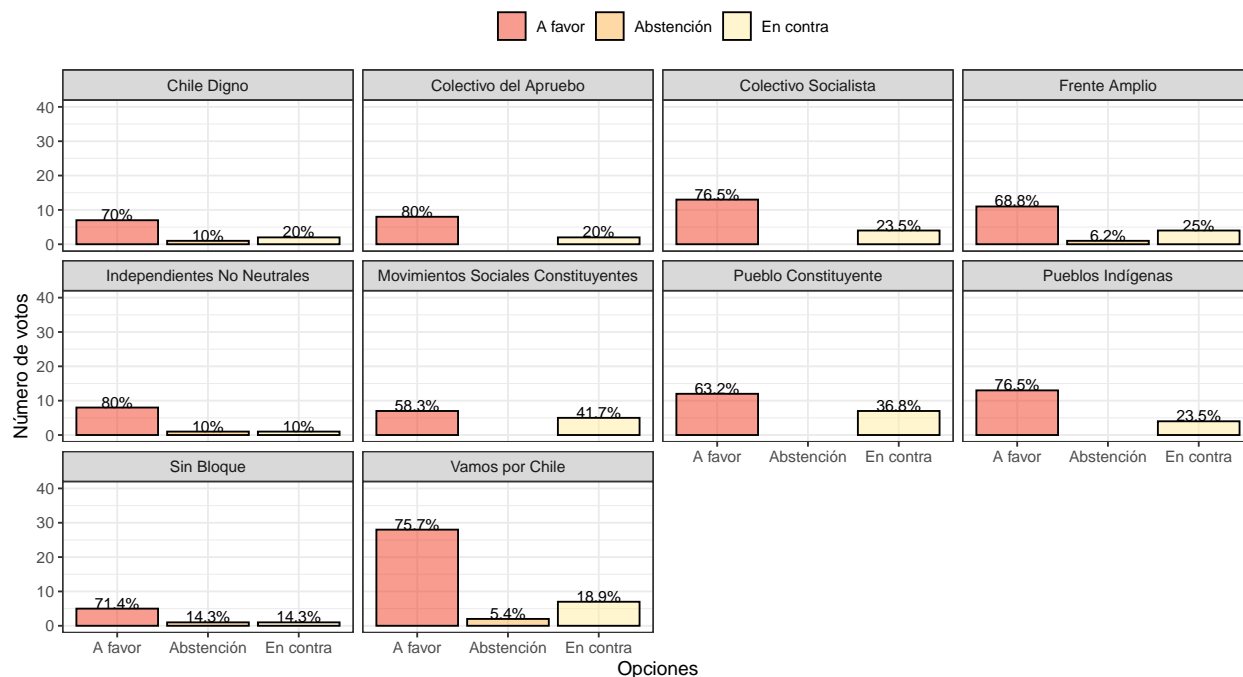 A favor Abstención En contra
Chile Digno Colectivo del Apruebo Colectivo Socialista Frente Amplio
40
30
20
10
0
70% 10% 20% 80% 20% 76.5% 23.5% 68.8% 6.2% 25%
Independientes No Neutrales Movimientos Sociales Constituyentes Pueblo Constituyente Pueblos Indígenas
40
30
20
10
0
80% 10% 10% 58.3% 41.7% 63.2% 36.8% 76.5% 23.5%
A favor Abstención En contra A favor Abstención En contra
Sin Bloque Vamos por Chile
40
30
20
10
0
71.4% 14.3% 14.3% 75.7% 5.4% 18.9%
A favor Abstención En contra A favor Abstención En contra
Opciones
Número de votos